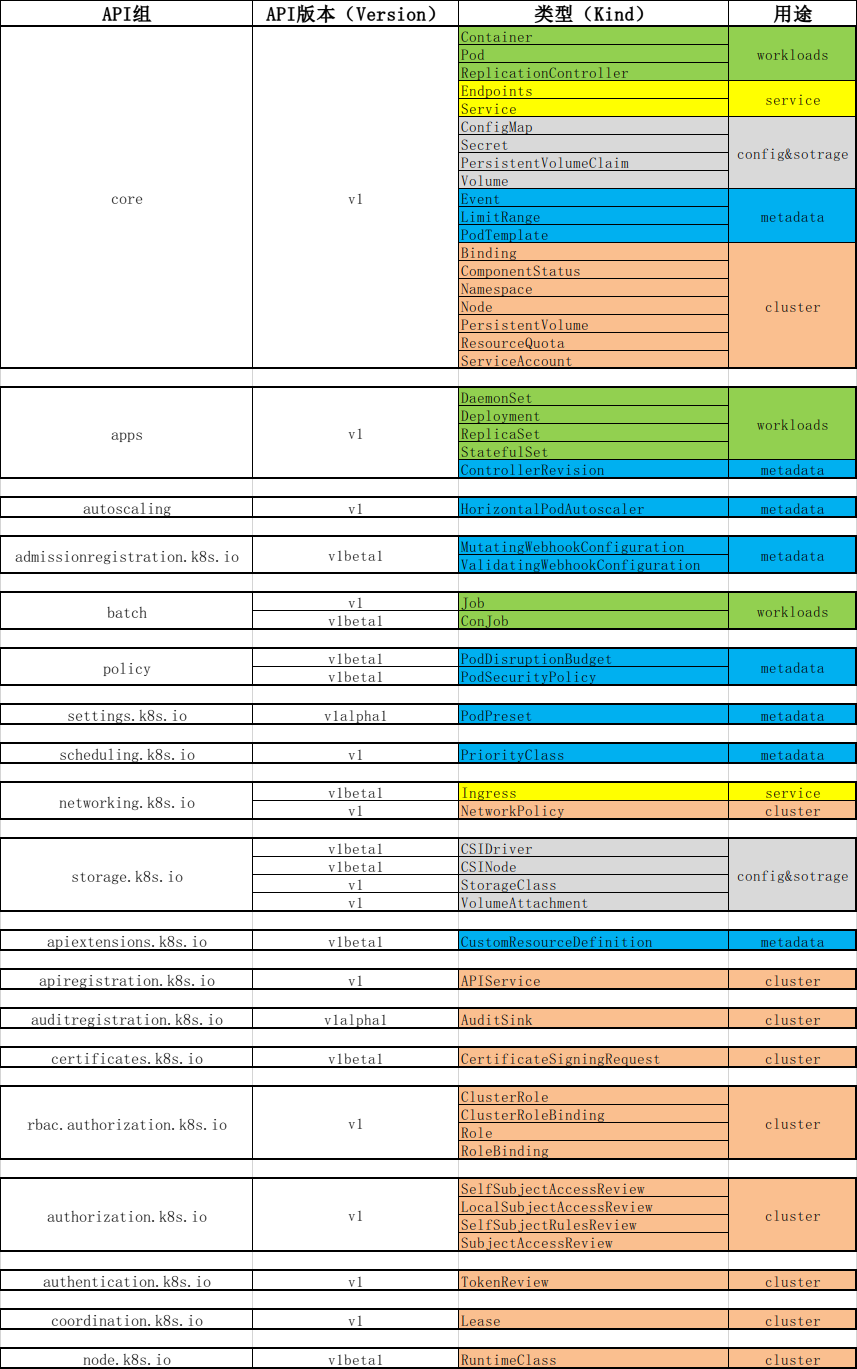 API组 API版本（Version） 类型（Kind） 用途
Container
Pod workloads
ReplicationController
Endpoints
Service service
ConfigMap
Secret
PersistentVolumeClaim config&sotrage
Volume
core v1 Event
LimitRange metadata
PodTemplate
Binding
ComponentStatus
Namespace
Node cluster
PersistentVolume
ResourceQuota
ServiceAccount
DaemonSet
Deployment workloads
apps v1 ReplicaSet
StatefulSet
ControllerRevision metadata
autoscaling v1 HorizontalPodAutoscaler metadata
admissionregistration.k8s.io v1beta1 MutatingWebhookConfiguration metadata
ValidatingWebhookConfiguration
batch v1 Job workloads
v1beta1 ConJob
policy v1beta1 PodDisruptionBudget metadata
v1beta1 PodSecurityPolicy
settings.k8s.io v1alpha1 PodPreset metadata
scheduling.k8s.io v1 PriorityClass metadata
networking.k8s.io v1beta1 Ingress service
v1 NetworkPolicy cluster
storage.k8s.io v1beta1 CSIDriver config&sotrage
v1beta1 CSINode
v1 StorageClass
v1 VolumeAttachment
apiextensions.k8s.io v1beta1 CustomResourceDefinition metadata
apiregistration.k8s.io v1 APIService cluster
auditregistration.k8s.io v1alpha1 AuditSink cluster
certificates.k8s.io v1beta1 CertificateSigningRequest cluster
ClusterRole
rbac.authorization.k8s.io v1 ClusterRoleBinding cluster
Role
RoleBinding
SelfSubjectAccessReview
authorization.k8s.io v1 LocalSubjectAccessReview cluster
SelfSubjectRulesReview
SubjectAccessReview
authentication.k8s.io v1 TokenReview cluster
coordination.k8s.io v1 Lease cluster
node.k8s.io v1beta1 RuntimeClass cluster